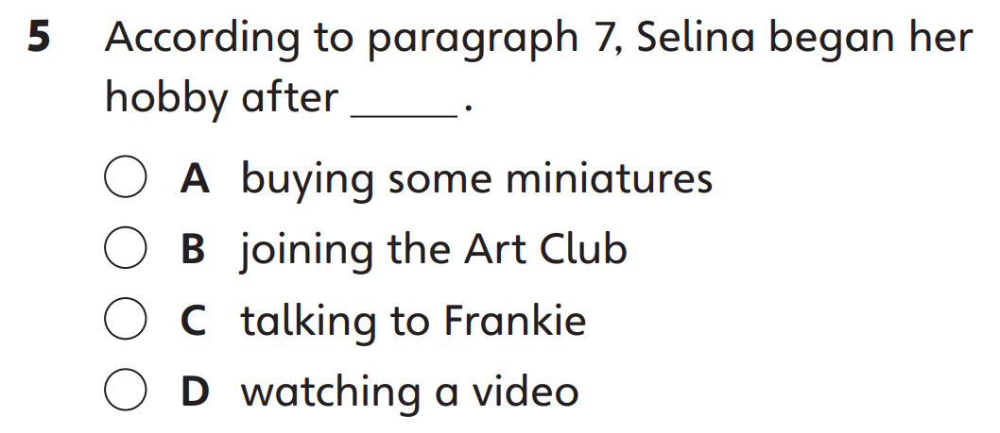 5 According to paragraph 7, Selina began her
hobby after ______.
A buying some miniatures
B joining the Art Club
C talking to Frankie
D watching a video